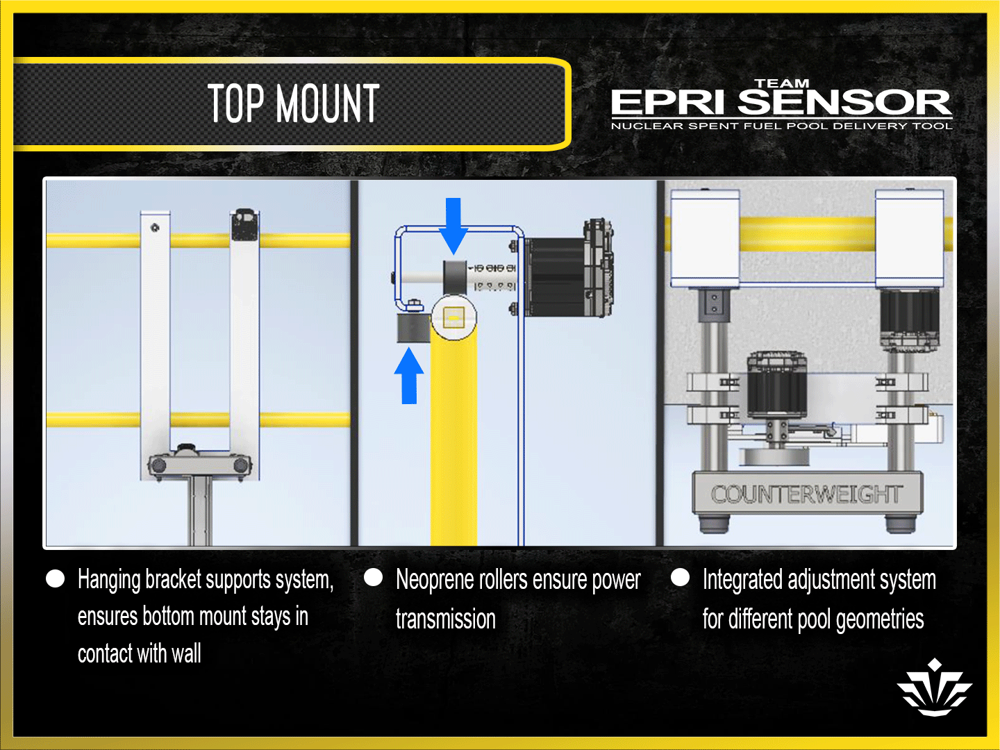 TOP MOUNT
TEAM
EPRI SENSOR
NUCLEAR SPENT FUEL POOL DELIVERY TOOL
COUNTERWEIGHT
Hanging bracket supports system,
ensures bottom mount stays in
contact with wall
Neoprene rollers ensure power
transmission
Integrated adjustment system
for different pool geometries